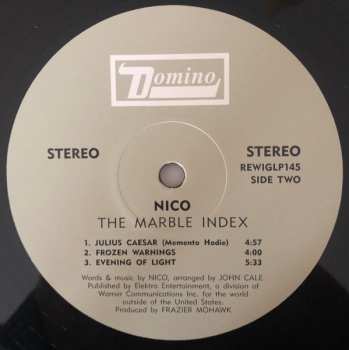 Domino
STEREO
STEREO
REWIGLP145
SIDE TWO
NICO
THE MARBLE INDEX
1. JULIUS CAESAR (Memento Hodie) 4:57
2. FROZEN WARNINGS 4:00
3. EVENING OF LIGHT 5:33
Words & music by NICO, arranged by JOHN CALE
Published by Elektra Entertainment, a division of
Warner Communications Inc. for the world
outside of the United States.
Produced by FRAZIER MOHAWK